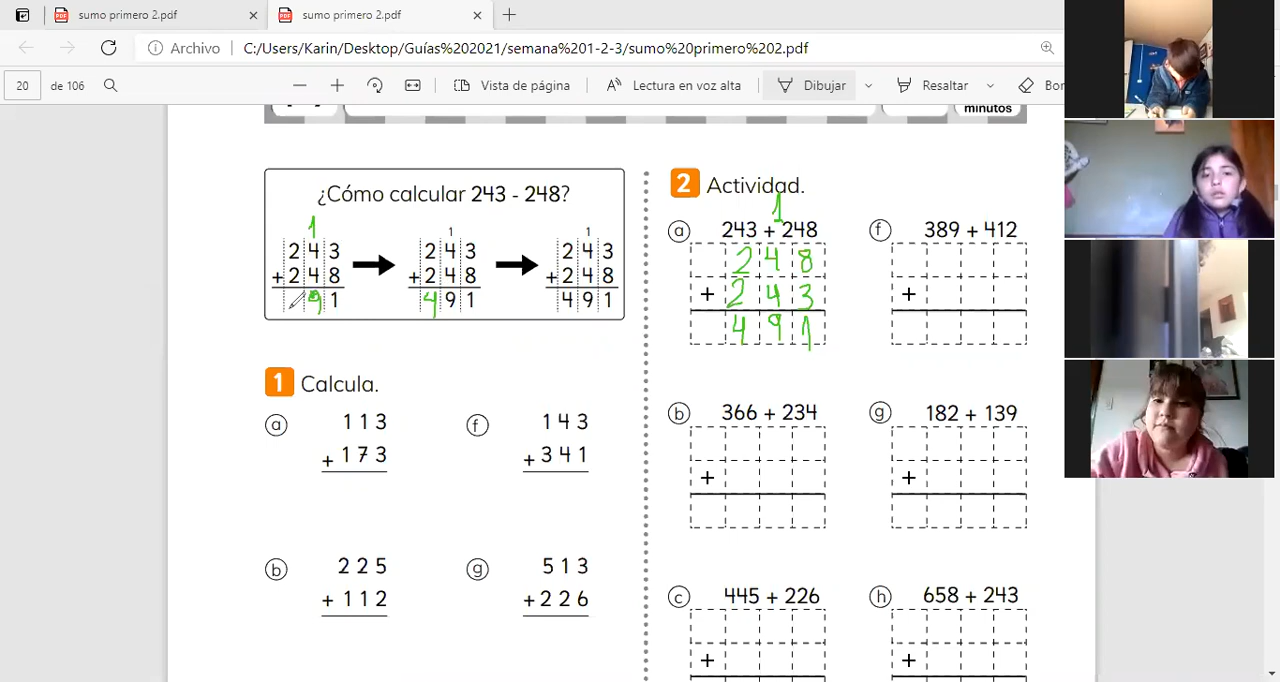 sumo primero 2.pdf
sumo primero 2.pdf
Archivo
C:/Users/Karin/Desktop/Guías%202021/semana%201-2-3/sumo%20primero%202.pdf
20 de 106
Vista de página
Lectura en voz alta
Dibujar
Resaltar
Bor
minutos
¿Cómo calcular 243 - 248?
1
2 4 3
+ 2 4 8
9 1
1
2 4 3
+ 2 4 8
4 9 1
1
2 4 3
+ 2 4 8
4 9 1
1 Calcula.
a
1 1 3
+ 1 7 3
f
1 4 3
+ 3 4 1
b
2 2 5
+ 1 1 2
g
5 1 3
+ 2 2 6
2 Actividad.
1
a 243 + 248
2 4 8
+ 2 4 3
4 9 1
f 389 + 412
+
b 366 + 234
+
g 182 + 139
+
c 445 + 226
+
h 658 + 243
+